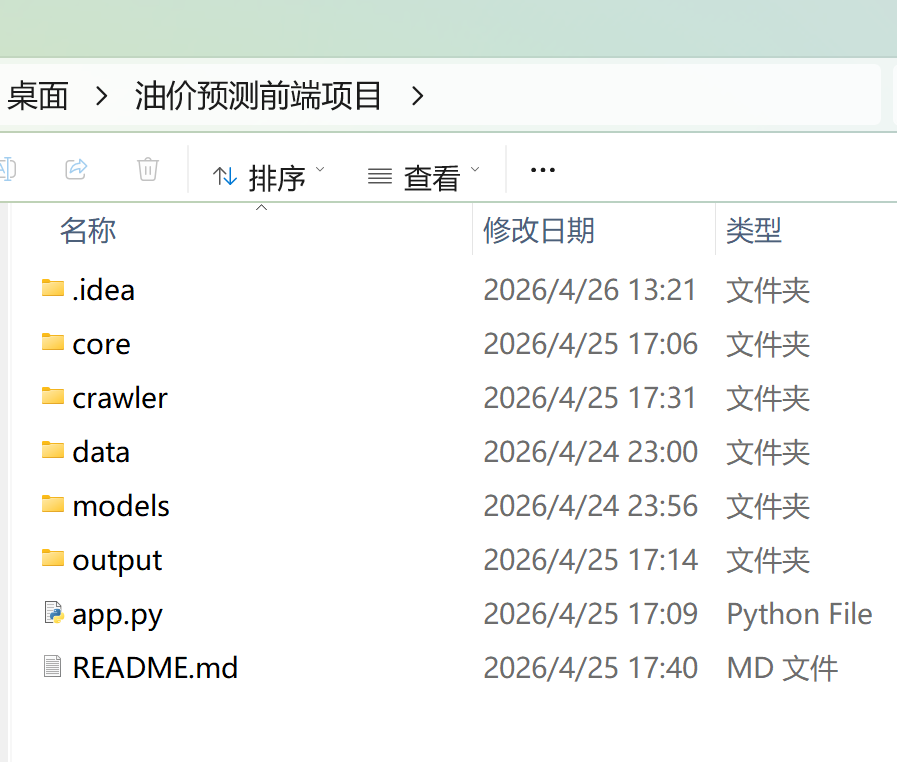 桌面 > 油价预测前端项目 >
排序 查看 ...
名称 修改日期 类型
.idea 2026/4/26 13:21 文件夹
core 2026/4/25 17:06 文件夹
crawler 2026/4/25 17:31 文件夹
data 2026/4/24 23:00 文件夹
models 2026/4/24 23:56 文件夹
output 2026/4/25 17:14 文件夹
app.py 2026/4/25 17:09 Python File
README.md 2026/4/25 17:40 MD 文件